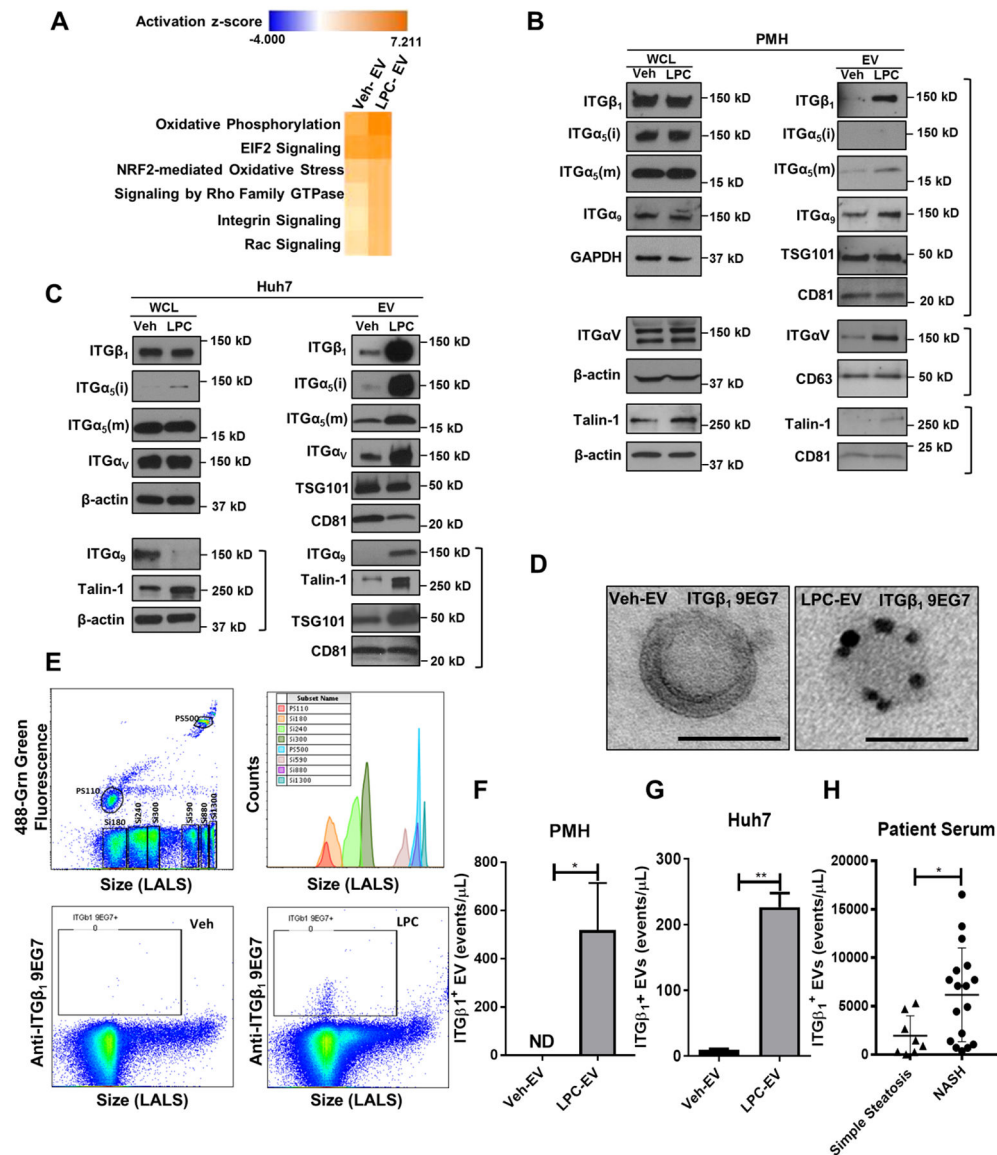 A
Activation z-score
-4.000 7.211
Veh- EV
LPC- EV
Oxidative Phosphorylation
EIF2 Signaling
NRF2-mediated Oxidative Stress
Signaling by Rho Family GTPase
Integrin Signaling
Rac Signaling
B
PMH
WCL
Veh LPC
ITGβ1 150 kD
ITGα5(i) 150 kD
ITGα5(m) 15 kD
ITGα9 150 kD
GAPDH 37 kD
ITGαV 150 kD
β-actin 37 kD
Talin-1 250 kD
β-actin 37 kD
EV
Veh LPC
ITGβ1 150 kD
ITGα5(i)
ITGα5(m) 15 kD
ITGα9 150 kD
TSG101 50 kD
CD81 20 kD
ITGαV 150 kD
CD63 50 kD
Talin-1 250 kD
25 kD
CD81
C
Huh7
WCL
Veh LPC
150 kD
ITGβ1
ITGα5(i) 150 kD
ITGα5(m) 15 kD
ITGαV 150 kD
β-actin 37 kD
ITGα9 150 kD
Talin-1 250 kD
β-actin 37 kD
EV
Veh LPC
ITGβ1 150 kD
ITGα5(i) 150 kD
ITGα5(m) 15 kD
ITGαV 150 kD
TSG101 50 kD
CD81 20 kD
ITGα9 150 kD
Talin-1 250 kD
TSG101 50 kD
CD81 20 kD
D
Veh-EV ITGβ1 9EG7
LPC-EV ITGβ1 9EG7
E
488-Grn Green
Fluorescence
PS500
PS110
Si180
Si240
Si300
Si590
Si880
Si1300
Size (LALS)
Counts
Subset Name
PS110
Si180
Si240
Si300
PS500
Si590
Si880
Si1300
Size (LALS)
Anti-ITGβ1 9EG7
ITGb1 9EG7+
0
Veh
Size (LALS)
Anti-ITGβ1 9EG7
ITGb1 9EG7+
0
LPC
Size (LALS)
F
PMH
ITGβ1+ EV (events/μL)
800
600
400
200
0
*
ND
Veh-EV
LPC-EV
G
Huh7
ITGβ1+ EVs (events/μL)
300
200
100
0
**
Veh-EV
LPC-EV
H
Patient Serum
ITGβ1+ EVs (events/μL)
20000
15000
10000
5000
0
*
Simple Steatosis
NASH